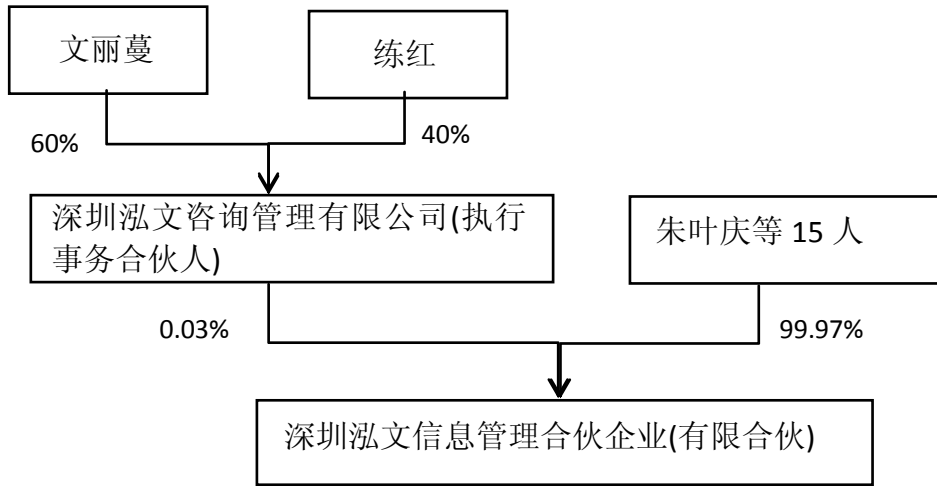 文丽蔓
练红
60%
40%
深圳泓文咨询管理有限公司(执行
事务合伙人)
朱叶庆等 15 人
0.03%
99.97%
深圳泓文信息管理合伙企业(有限合伙)